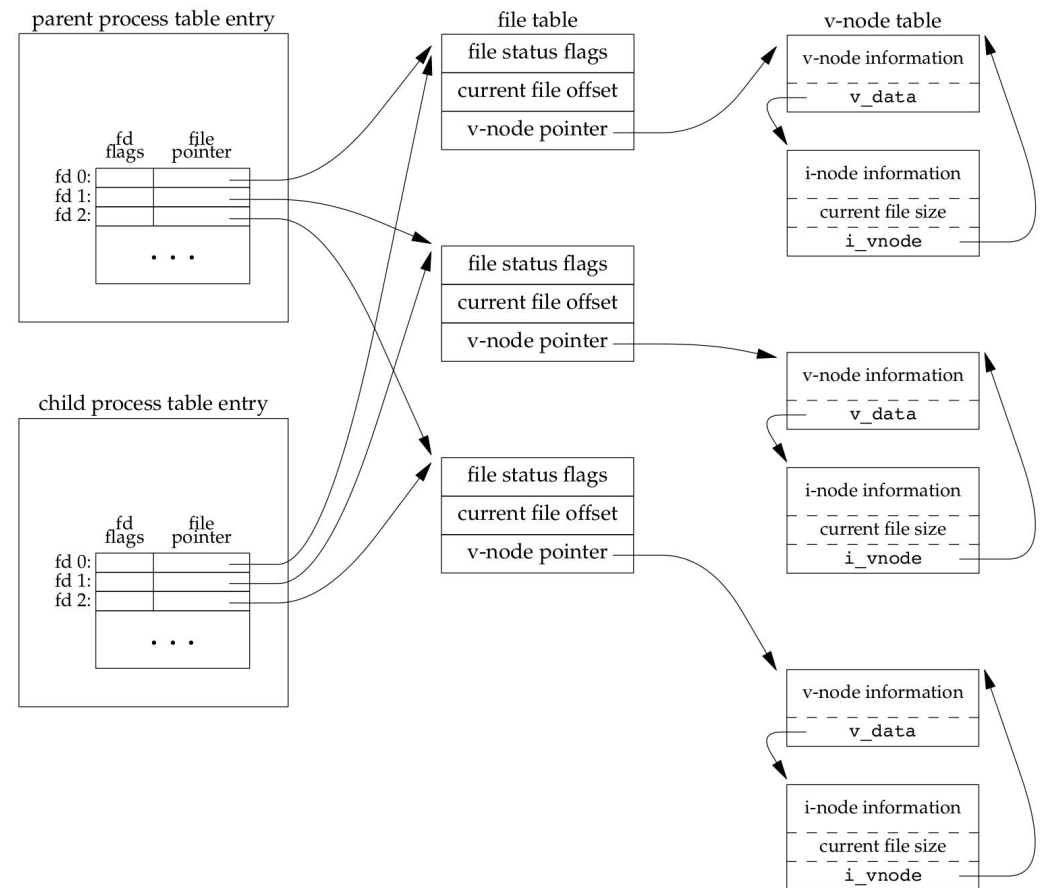 parent process table entry
fd
flags
file
pointer
fd 0:
fd 1:
fd 2:
. . .
child process table entry
fd
flags
file
pointer
fd 0:
fd 1:
fd 2:
. . .
file table
file status flags
current file offset
v-node pointer
file status flags
current file offset
v-node pointer
file status flags
current file offset
v-node pointer
v-node table
v-node information
v_data
i-node information
current file size
i_vnode
v-node information
v_data
i-node information
current file size
i_vnode
v-node information
v_data
i-node information
current file size
i_vnode